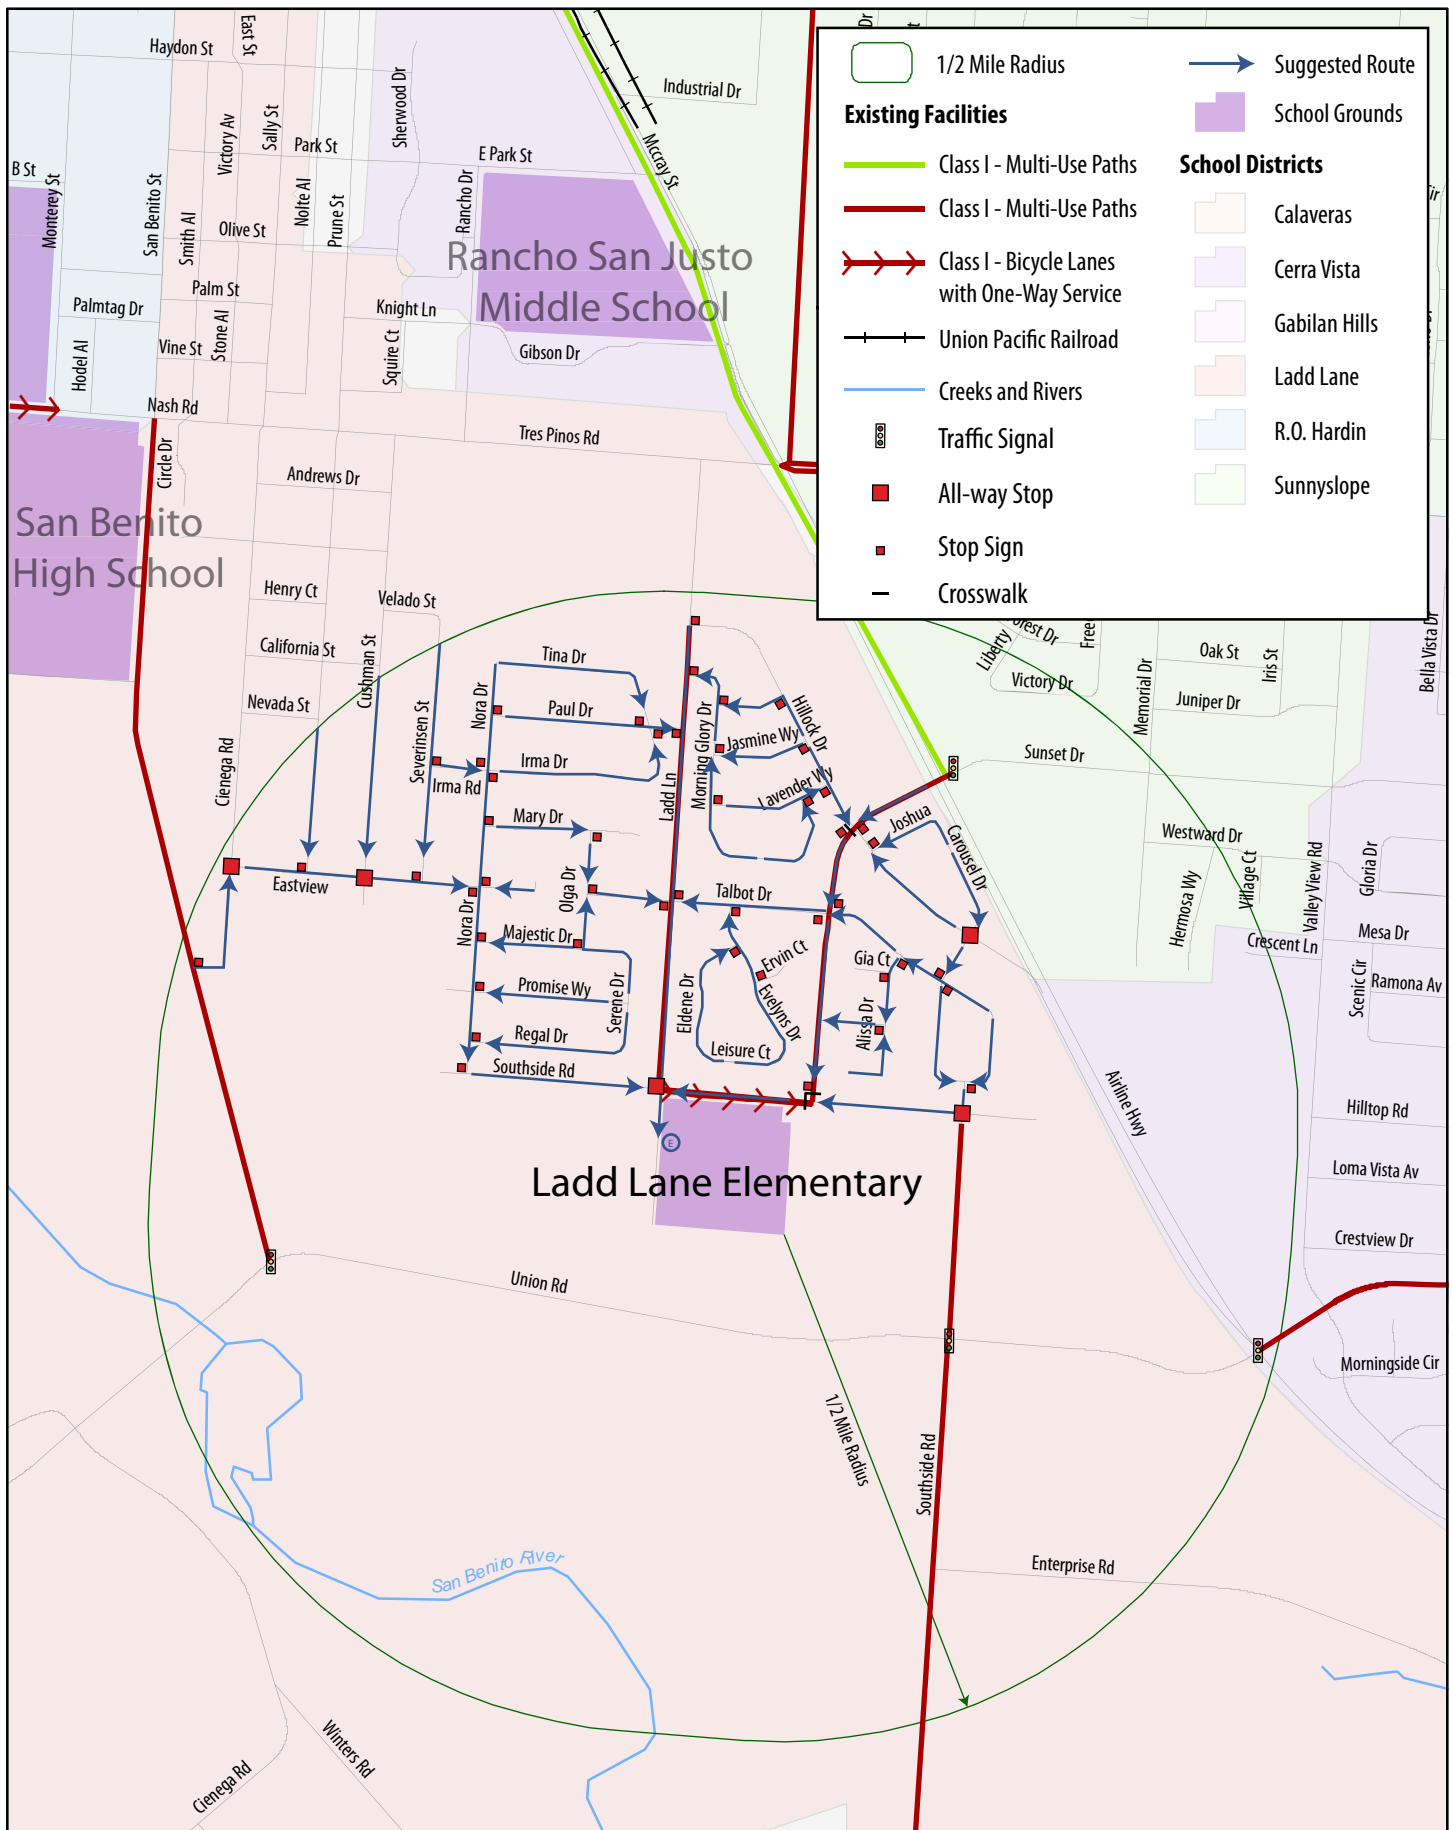 1/2 Mile Radius
Suggested Route
School Grounds
Existing Facilities
Class I - Multi-Use Paths
Class I - Multi-Use Paths
Class I - Bicycle Lanes
with One-Way Service
Union Pacific Railroad
Creeks and Rivers
Traffic Signal
All-way Stop
Stop Sign
Crosswalk
School Districts
Calaveras
Cerra Vista
Gabilan Hills
Ladd Lane
R.O. Hardin
Sunnyslope
Haydon St
East St
Sherwood Dr
Industrial Dr
Dr
Victory Av
Sally St
Park St
E Park St
Mccray St
B St
Monterey St
San Benito St
Smith Al
Nolte Al
Prune St
Rancho Dr
Olive St
Rancho San Justo
Middle School
Palm St
Palmtag Dr
Knight Ln
Stone Al
Vine St
Hodel Al
Squire Ct
Gibson Dr
Nash Rd
Tres Pinos Rd
Circle Dr
Andrews Dr
San Benito
High School
Henry Ct
Velado St
California St
Cushman St
Nevada St
Cienega Rd
Severinsen St
Tina Dr
Nora Dr
Paul Dr
Irma Dr
Irma Rd
Mary Dr
Ladd Ln
Morning Glory Dr
Hillock Dr
Jasmine Wy
Lavender Wy
Joshua
Carousel Dr
Eastview
Olga Dr
Talbot Dr
Nora Dr
Majestic Dr
Ervin Ct
Gia Ct
Promise Wy
Serene Dr
Eldene Dr
Evelyns Dr
Alissa Dr
Regal Dr
Leisure Ct
Southside Rd
E
Ladd Lane Elementary
Liberty
orest Dr
Free
Victory Dr
Memorial Dr
Oak St
Iris St
Juniper Dr
Bella Vista Dr
Sunset Dr
Westward Dr
Hermosa Wy
Village Ct
Valley View Rd
Gloria Dr
Crescent Ln
Mesa Dr
Scenic Cir
Ramona Av
Airline Hwy
Hilltop Rd
Loma Vista Av
Crestview Dr
Morningside Cir
Union Rd
1/2 Mile Radius
Southside Rd
Enterprise Rd
San Benito River
Winters Rd
Cienega Rd